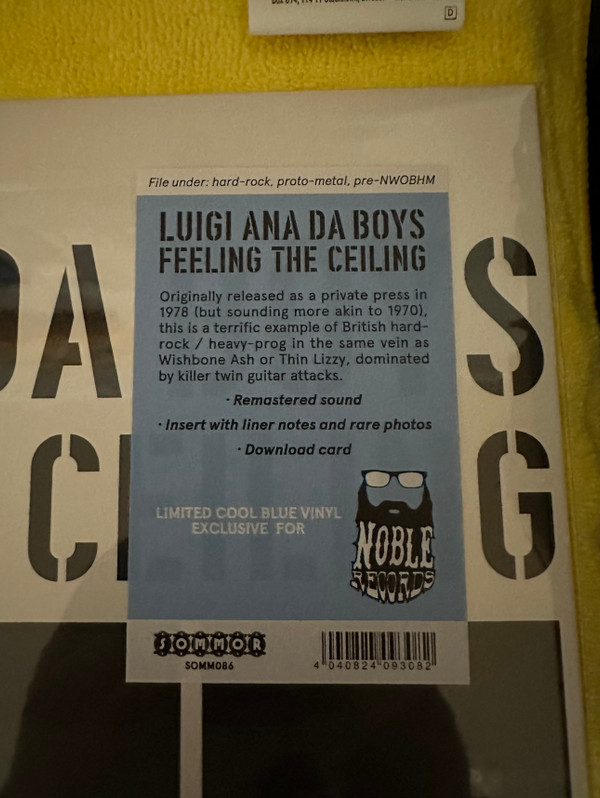 D
File under: hard-rock, proto-metal, pre-NWOBHM
LUIGI ANA DA BOYS
FEELING THE CEILING
Originally released as a private press in
1978 (but sounding more akin to 1970),
this is a terrific example of British hard-
rock / heavy-prog in the same vein as
Wishbone Ash or Thin Lizzy, dominated
by killer twin guitar attacks.
· Remastered sound
· Insert with liner notes and rare photos
· Download card
LIMITED COOL BLUE VINYL
EXCLUSIVE FOR
NOBLE
RECORDS
SOMMOR
SOMM086
4 040824 093082
DA S
CE G